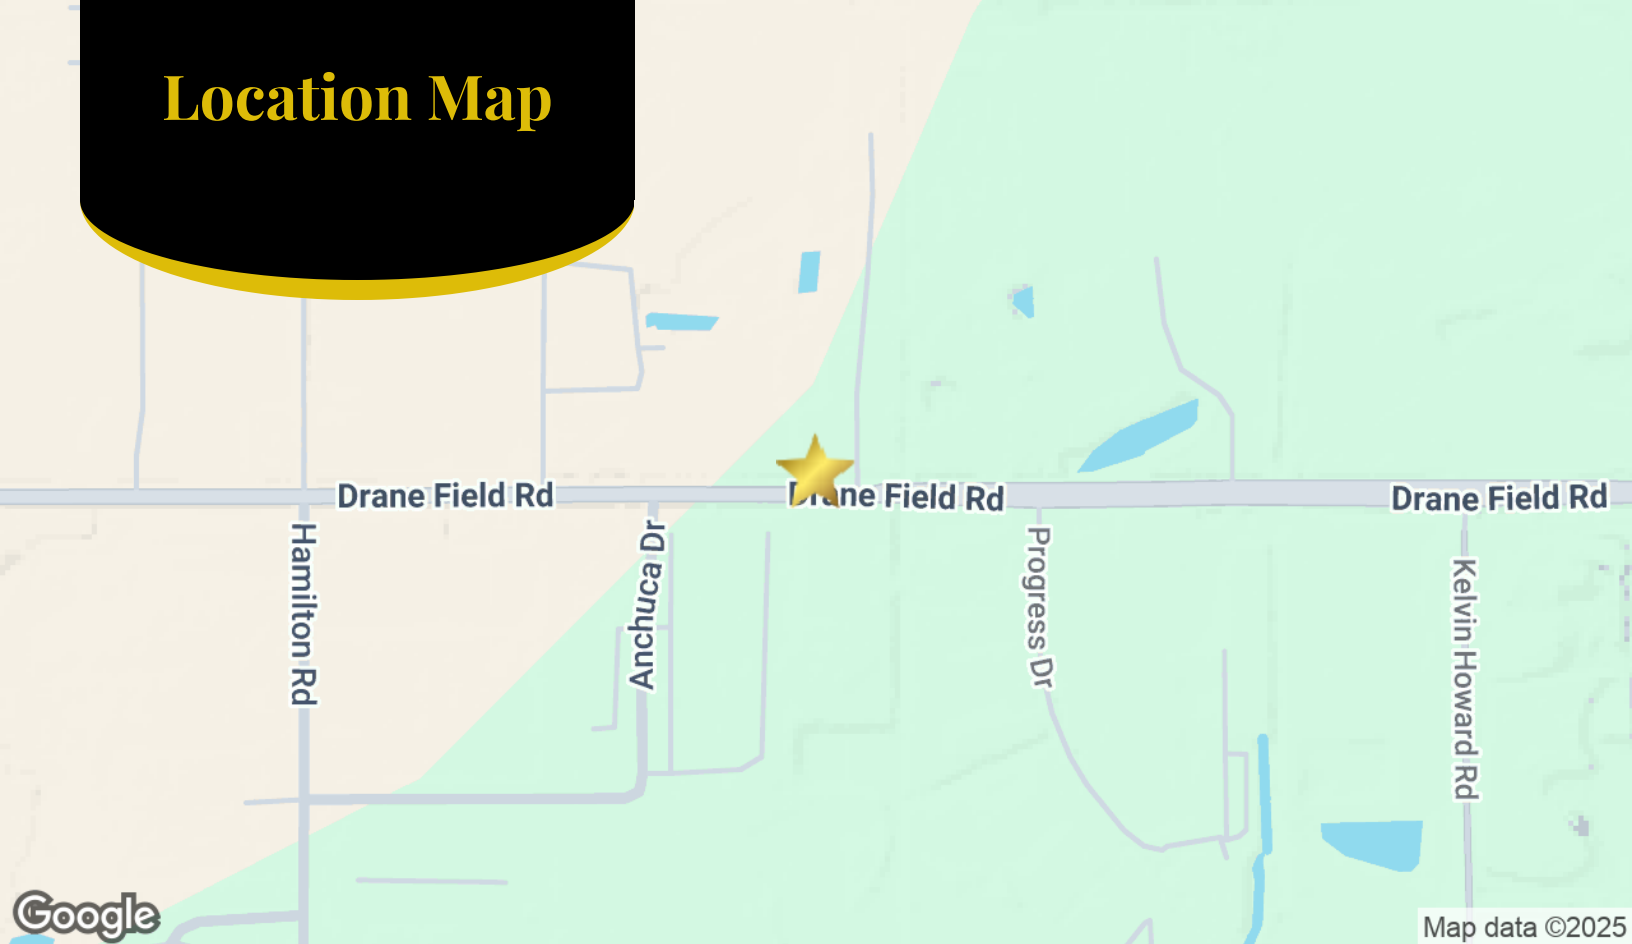 Location Map
Drane Field Rd
Drane Field Rd
Drane Field Rd
Hamilton Rd
Anchuca Dr
Progress Dr
Kelvin Howard Rd
Google
Map data ©2025